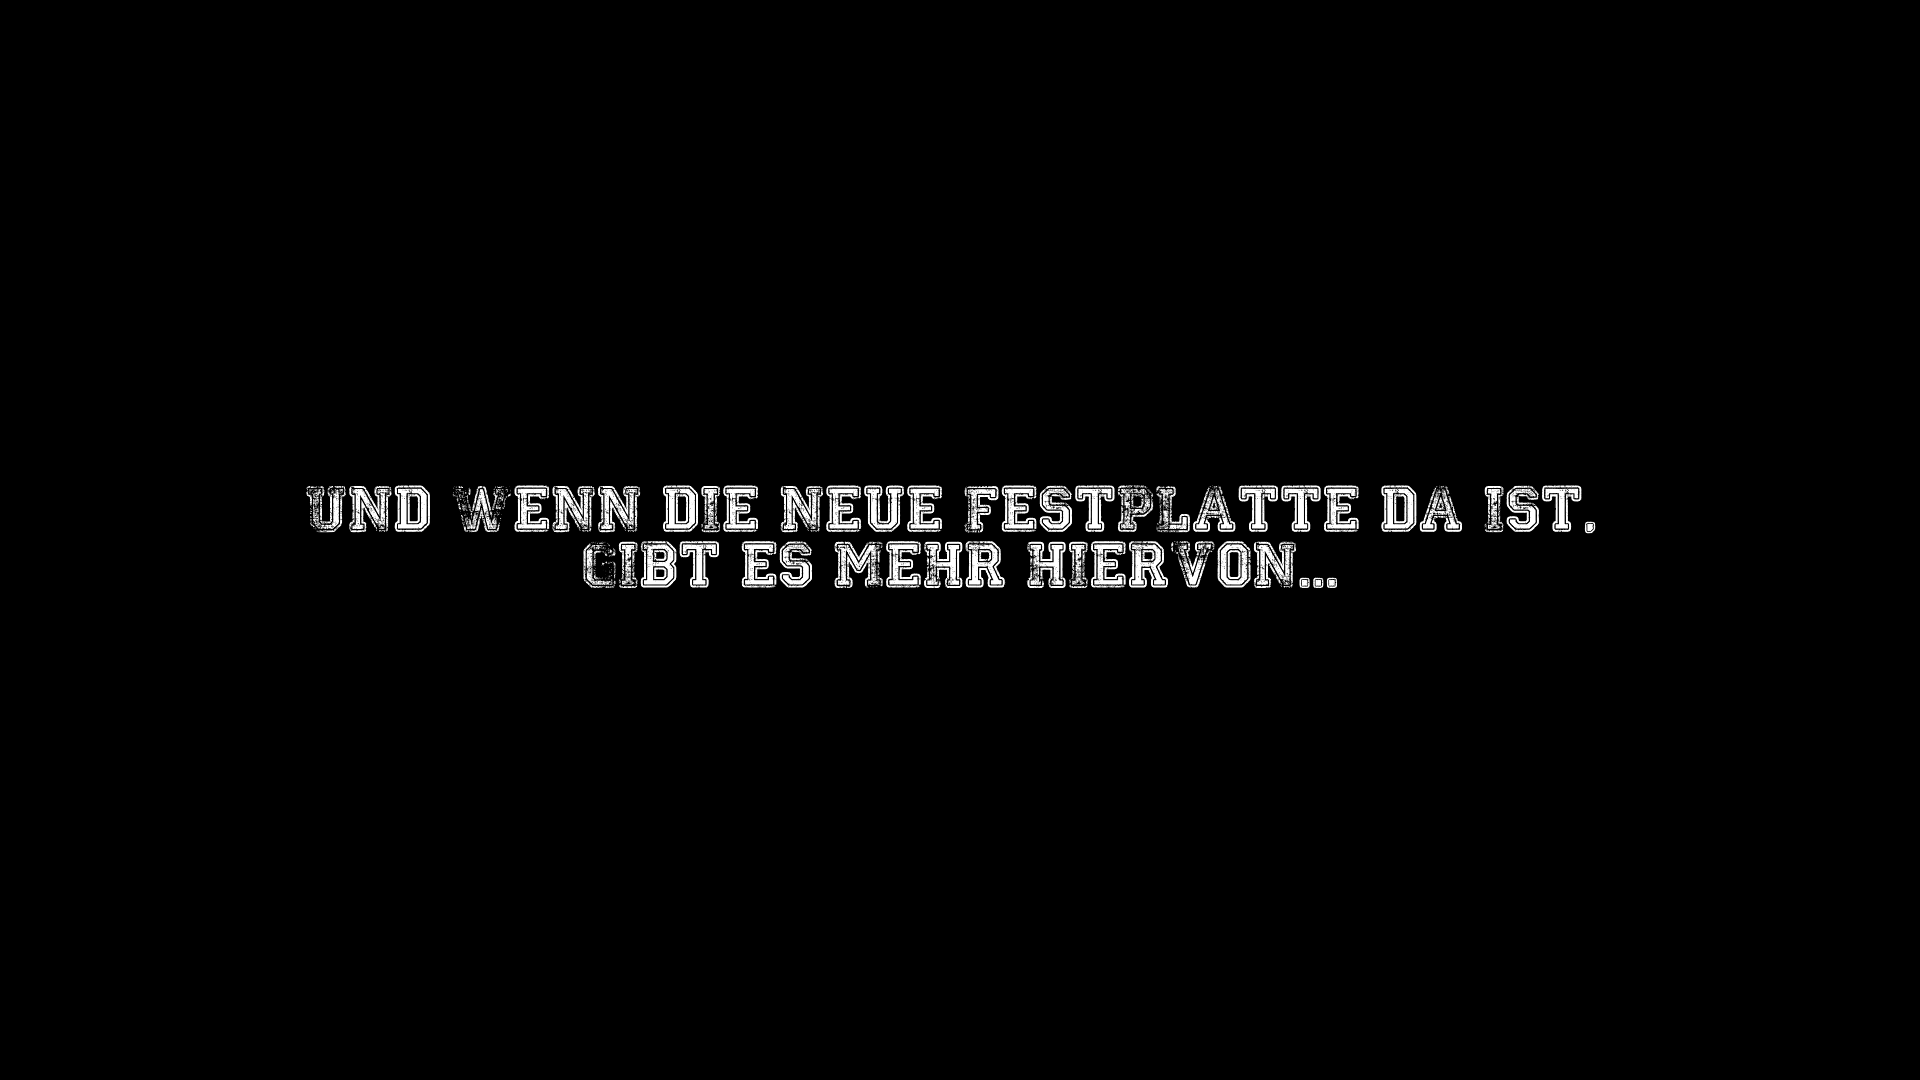 UND WENN DIE NEUE FESTPLATTE DA IST,
GIBT ES MEHR HIERVON...